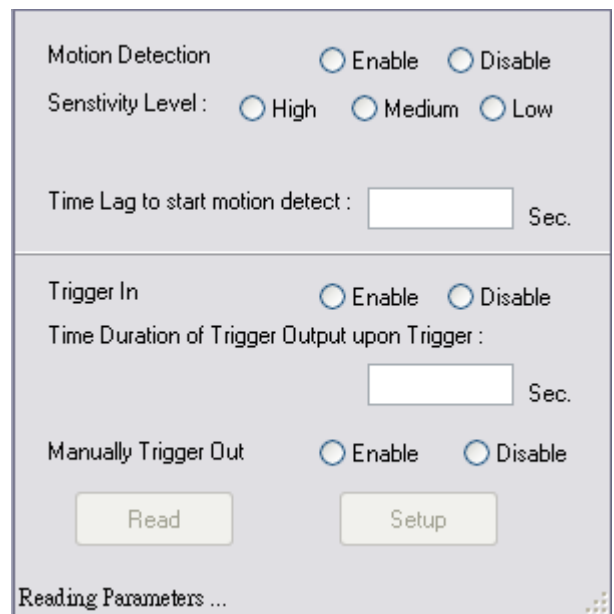 Motion Detection Enable Disable
Senstivity Level : High Medium Low
Time Lag to start motion detect : Sec.
Trigger In Enable Disable
Time Duration of Trigger Output upon Trigger :
Sec.
Manually Trigger Out Enable Disable
Read Setup
Reading Parameters ...